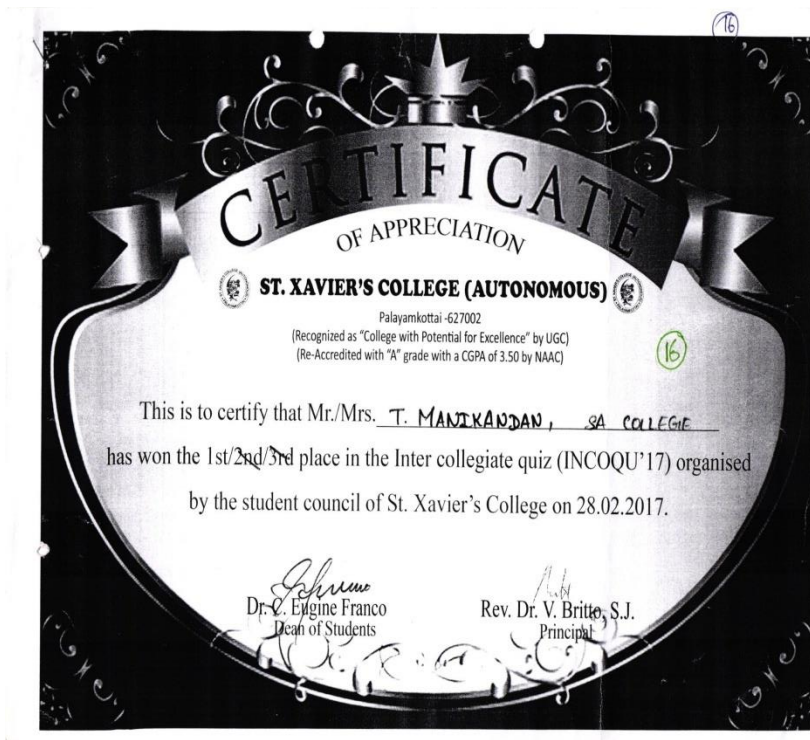 16
CERTIFICATE
OF APPRECIATION
ST. XAVIER'S COLLEGE (AUTONOMOUS)
Palayamkottai -627002
(Recognized as "College with Potential for Excellence" by UGC)
(Re-Accredited with "A" grade with a CGPA of 3.50 by NAAC)
16
This is to certify that Mr./Mrs. T. MANIKANDAN, SA COLLEGE
has won the 1st/2nd/3rd place in the Inter collegiate quiz (INCOQU'17) organised
by the student council of St. Xavier's College on 28.02.2017.
Dr. C. Eugine Franco Rev. Dr. V. Britto, S.J.
Dean of Students Principal